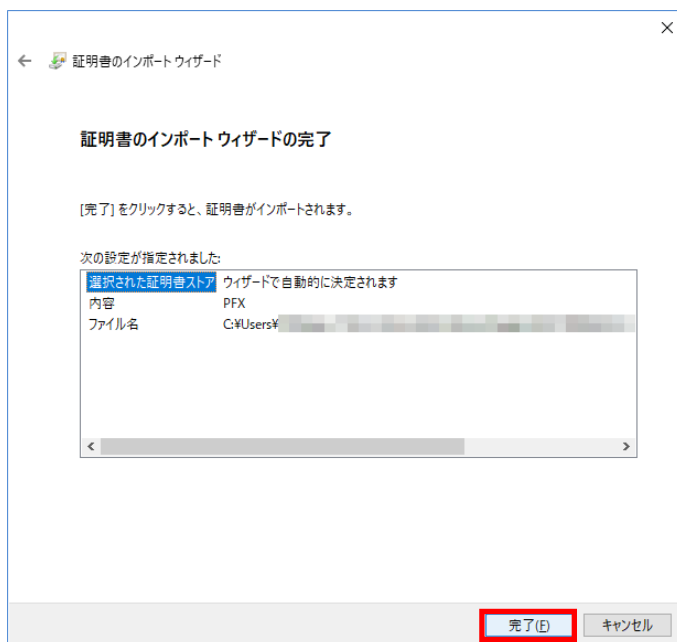 証明書のインポート ウィザード
証明書のインポート ウィザードの完了
[完了] をクリックすると、証明書がインポートされます。
次の設定が指定されました:
選択された証明書ストア ウィザードで自動的に決定されます
内容 PFX
ファイル名 C:¥Users¥
完了(F) キャンセル